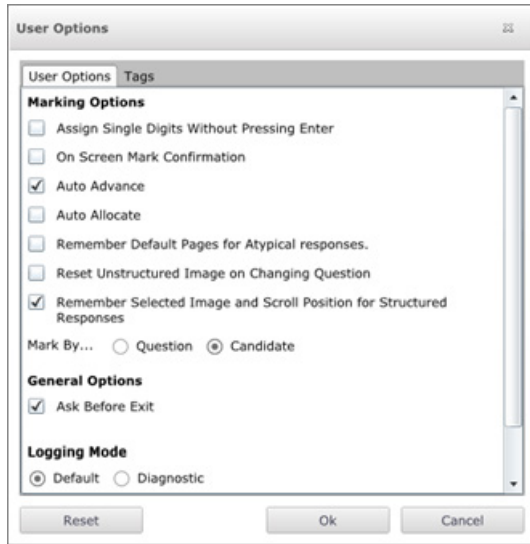 User Options
User Options Tags
Marking Options
Assign Single Digits Without Pressing Enter
On Screen Mark Confirmation
Auto Advance
Auto Allocate
Remember Default Pages for Atypical responses.
Reset Unstructured Image on Changing Question
Remember Selected Image and Scroll Position for Structured
Responses
Mark By... Question Candidate
General Options
Ask Before Exit
Logging Mode
Default Diagnostic
Reset Ok Cancel